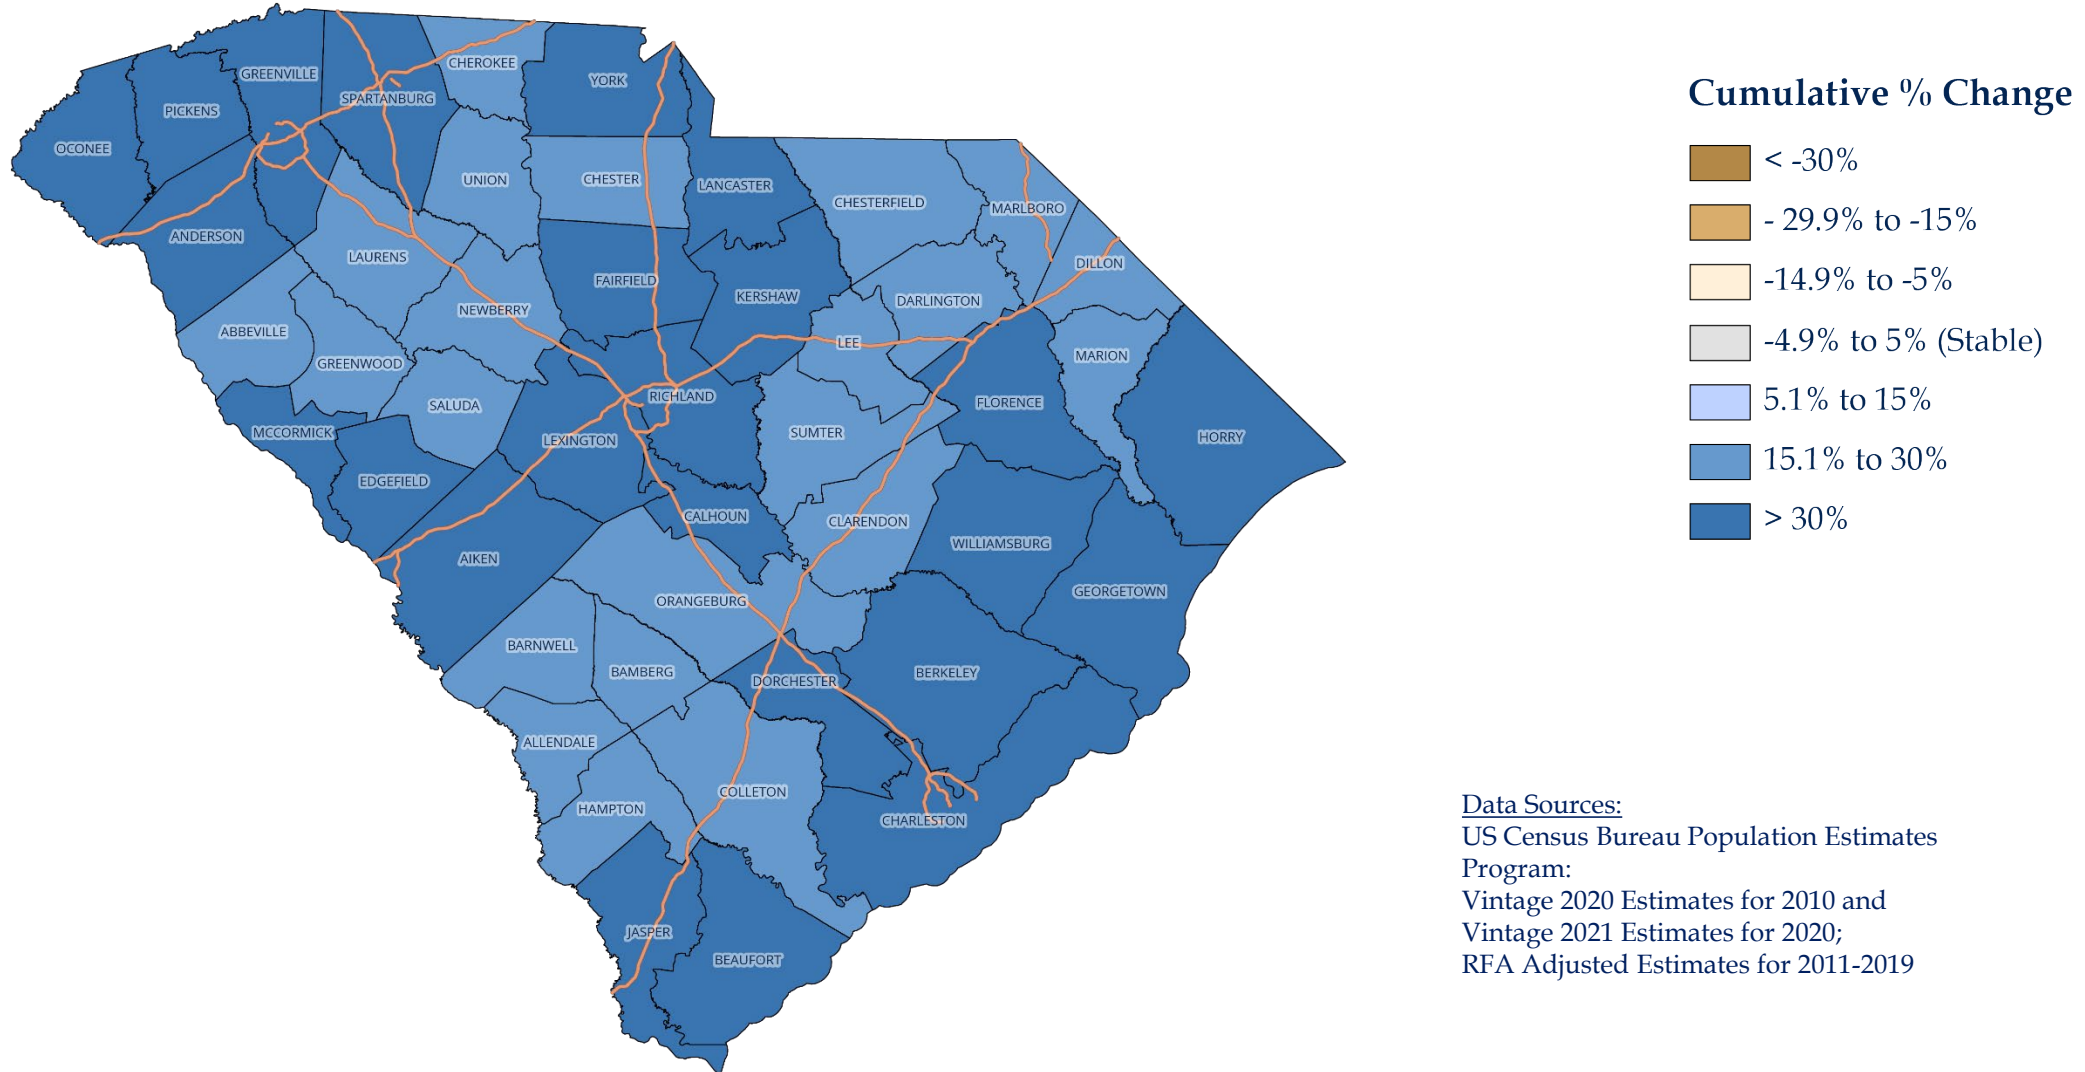 GREENVILLE
CHEROKEE
YORK
SPARTANBURG
PICKENS
OCONEE
UNION
CHESTER
LANCASTER
CHESTERFIELD
MARLBORO
ANDERSON
LAURENS
DILLON
FAIRFIELD
KERSHAW
DARLINGTON
NEWBERRY
ABBEVILLE
LEE
MARION
GREENWOOD
RICHLAND
SALUDA
FLORENCE
MCCORMICK
SUMTER
HORRY
LEXINGTON
EDGEFIELD
CALHOUN
CLARENDON
WILLIAMSBURG
AIKEN
GEORGETOWN
ORANGEBURG
BARNWELL
BAMBERG
BERKELEY
DORCHESTER
ALLENDALE
COLLETON
HAMPTON
CHARLESTON
JASPER
BEAUFORT
Cumulative % Change
< -30%
- 29.9% to -15%
-14.9% to -5%
-4.9% to 5% (Stable)
5.1% to 15%
15.1% to 30%
> 30%
Data Sources:
US Census Bureau Population Estimates
Program:
Vintage 2020 Estimates for 2010 and
Vintage 2021 Estimates for 2020;
RFA Adjusted Estimates for 2011-2019